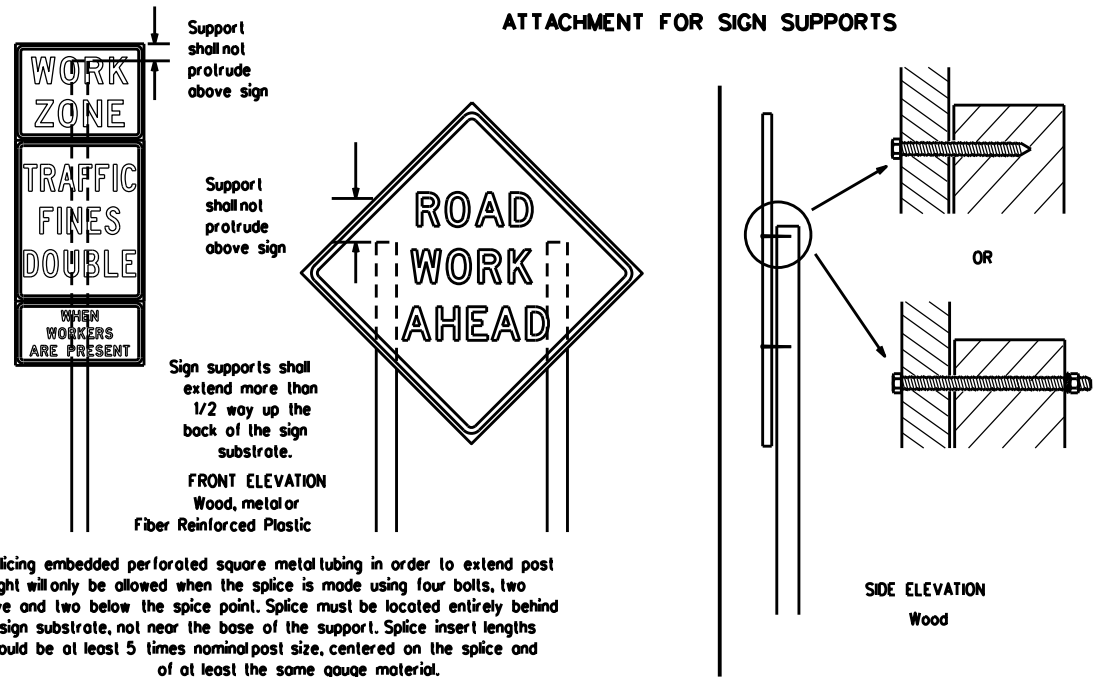 ATTACHMENT FOR SIGN SUPPORTS
Support
shall not
protrude
above sign
WORK
ZONE
TRAFFIC
FINES
DOUBLE
WHEN
WORKERS
ARE PRESENT
Support
shall not
protrude
above sign
ROAD
WORK
AHEAD
Sign supports shall
extend more than
1/2 way up the
back of the sign
substrate.
FRONT ELEVATION
Wood, metal or
Fiber Reinforced Plastic
OR
SIDE ELEVATION
Wood
licing embedded perforated square metal tubing in order to extend post
ght will only be allowed when the splice is made using four bolts, two
ve and two below the spice point. Splice must be located entirely behind
sign substrate, not near the base of the support. Splice insert lengths
ould be at least 5 times nominal post size, centered on the splice and
of at least the same gauge material.